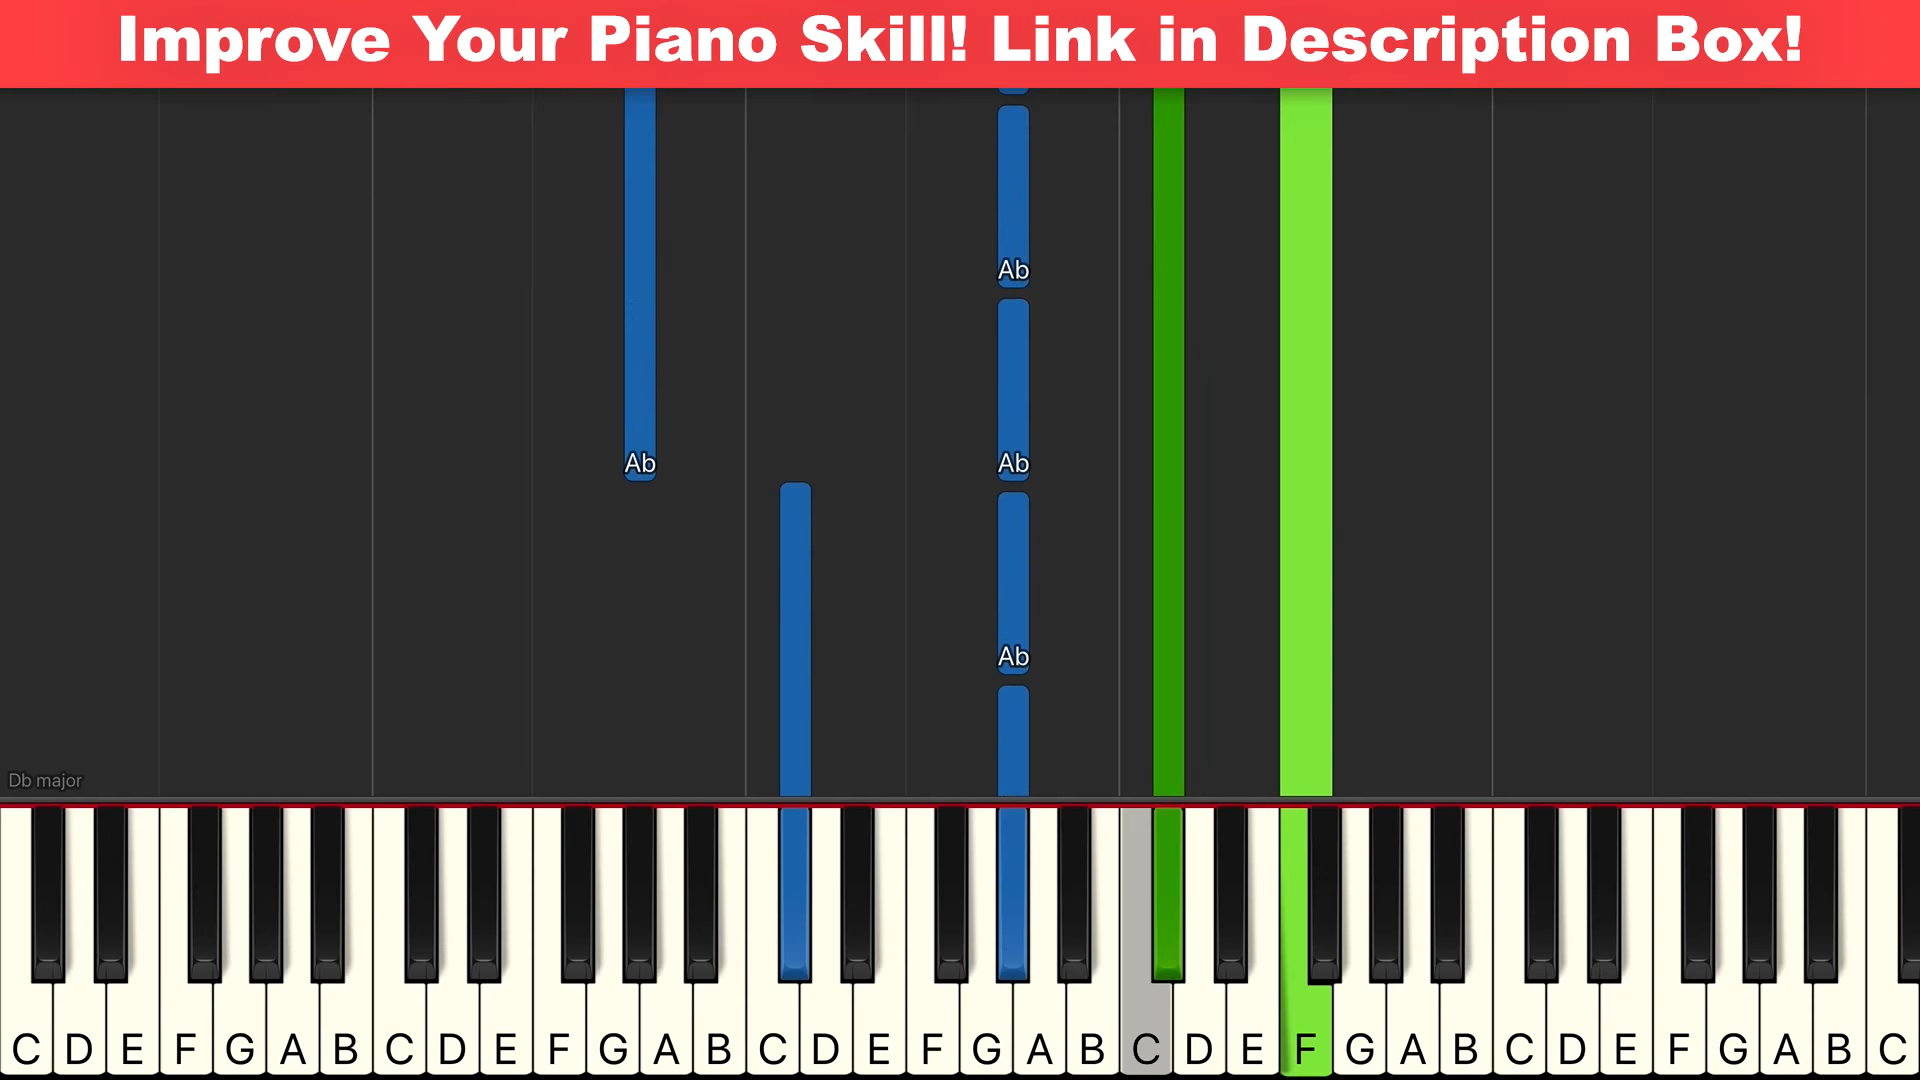 Improve Your Piano Skill! Link in Description Box!
Ab
Ab
Ab
Ab
Db major
C D E F G A B C D E F G A B C D E F G A B C D E F G A B C D E F G A B C